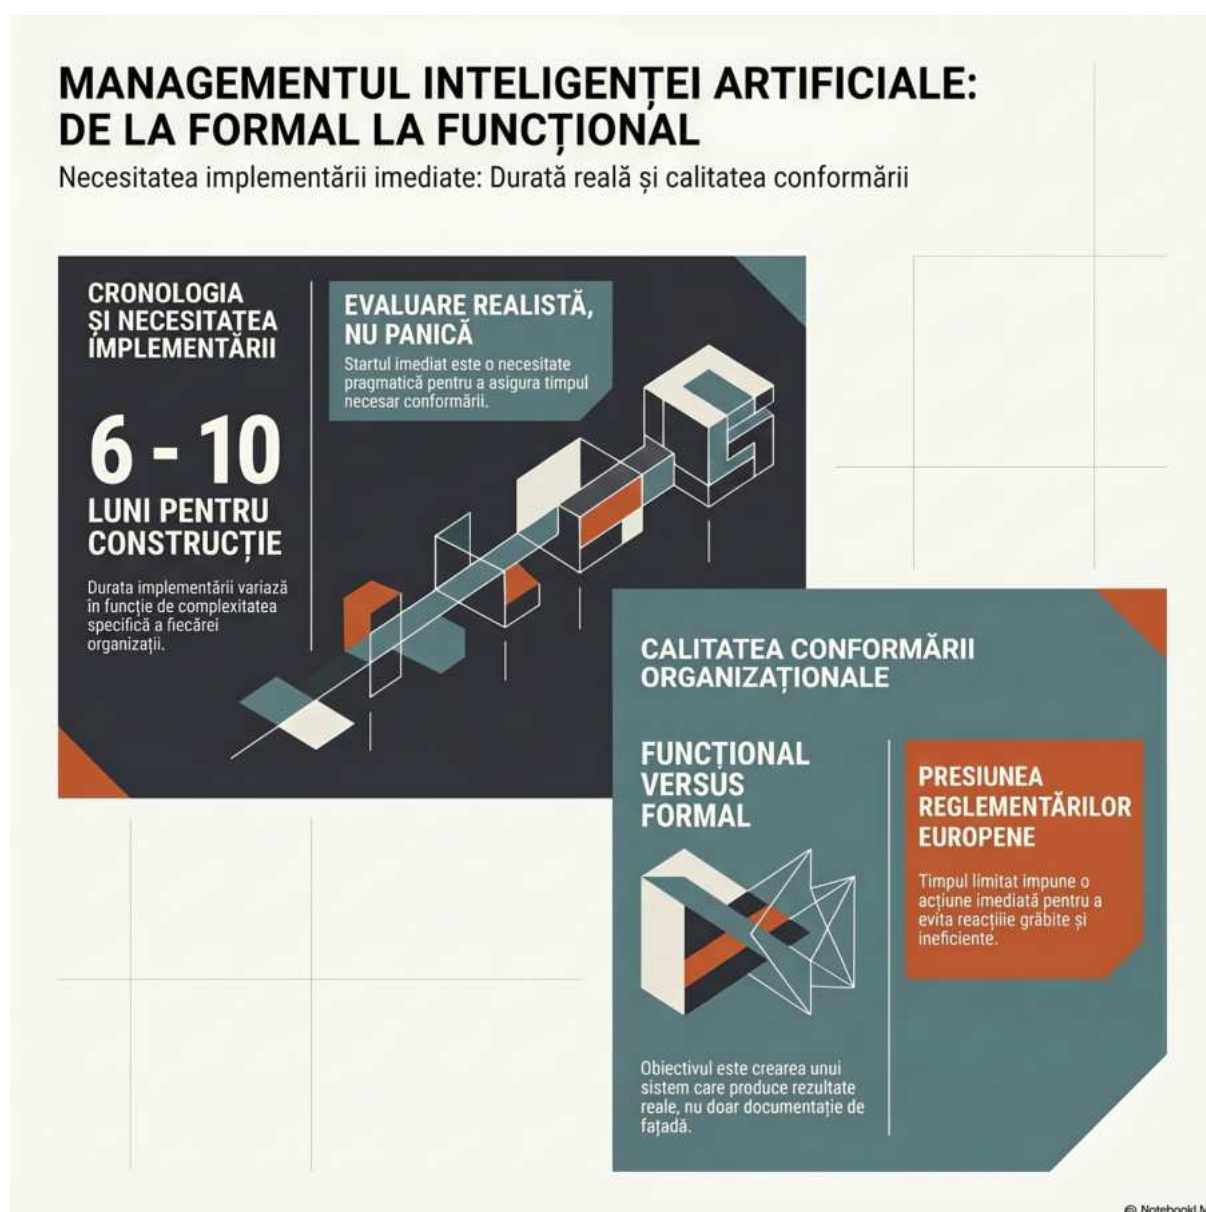 MANAGEMENTUL INTELIGENȚEI ARTIFICIALE:
DE LA FORMAL LA FUNCȚIONAL
Necesitatea implementării imediate: Durată reală și calitatea conformării
CRONOLOGIA
ȘI NECESITATEA
IMPLEMENTĂRII
6 - 10
LUNI PENTRU
CONSTRUCȚIE
Durata implementării variază
în funcție de complexitatea
specifică a fiecărei
organizații.
EVALUARE REALISTĂ,
NU PANICĂ
Startul imediat este o necesitate
pragmatică pentru a asigura timpul
necesar conformării.
CALITATEA CONFORMĂRII
ORGANIZAȚIONALE
FUNCȚIONAL
VERSUS
FORMAL
Obiectivul este crearea unui
sistem care produce rezultate
reale, nu doar documentație de
fațadă.
PRESIUNEA
REGLEMENTĂRILOR
EUROPENE
Timpul limitat impune o
acțiune imediată pentru a
evita reacțiiie grăbite și
ineficiente.
NotebookLM